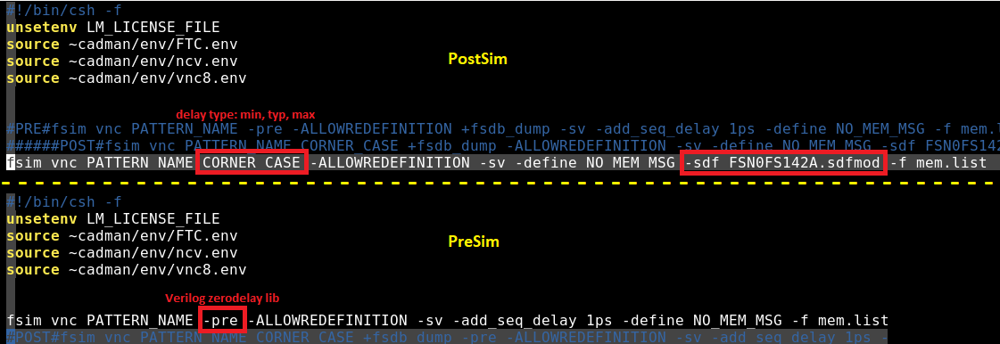 #!/bin/csh -f
unsetenv LM_LICENSE_FILE
source ~cadman/env/FTC.env
source ~cadman/env/ncv.env
PostSim
source ~cadman/env/vnc8.env
delay type: min, typ, max
#PRE#fsim vnc PATTERN_NAME -pre -ALLOWREDEFINITION +fsdb_dump -sv -add_seq_delay 1ps -define NO_MEM_MSG -f mem.l
######POST#fsim vnc PATTERN_NAME CORNER_CASE +fsdb_dump -ALLOWREDEFINITION -sv -define NO_MEM_MSG -sdf FSN0FS142
fsim vnc PATTERN_NAME CORNER_CASE -ALLOWREDEFINITION -sv -define NO_MEM_MSG -sdf FSN0FS142A.sdfmod -f mem.list
#!/bin/csh -f
unsetenv LM_LICENSE_FILE
source ~cadman/env/FTC.env
PreSim
source ~cadman/env/ncv.env
source ~cadman/env/vnc8.env
Verilog zerodelay lib
fsim vnc PATTERN_NAME -pre -ALLOWREDEFINITION -sv -add_seq_delay 1ps -define NO_MEM_MSG -f mem.list
#POST#fsim vnc PATTERN_NAME CORNER_CASE +fsdb_dump -pre -ALLOWREDEFINITION -sv -add_seq_delay 1ps